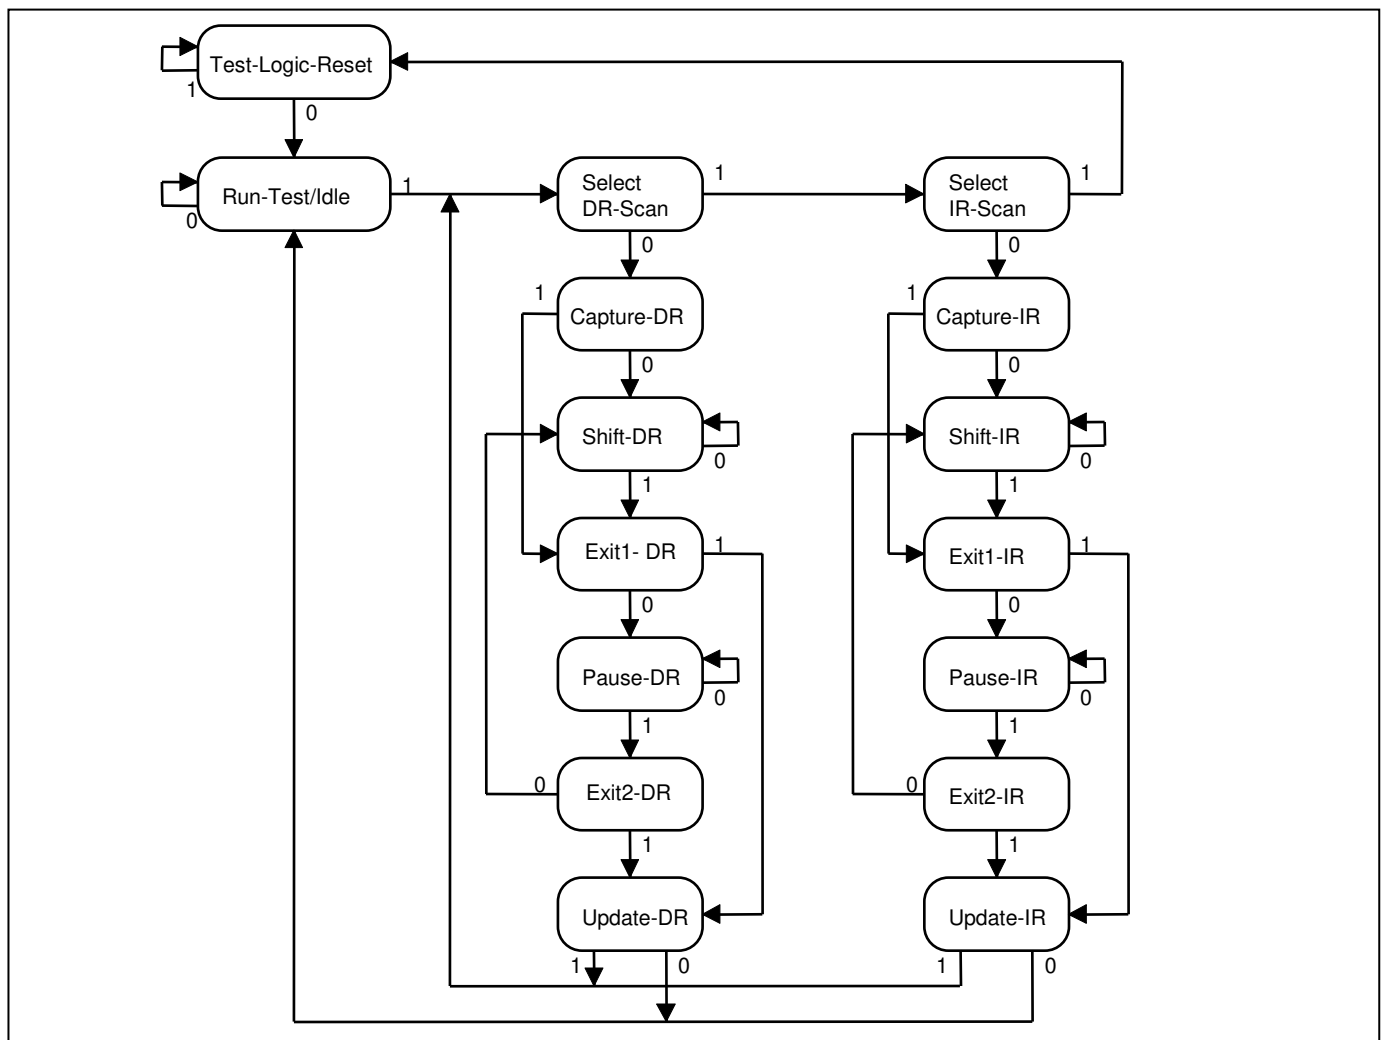 Test-Logic-Reset
1
0
Run-Test/Idle
1
0
Select
DR-Scan
1
0
Select
IR-Scan
1
0
1
Capture-DR
0
1
Capture-IR
0
Shift-DR
0
1
Shift-IR
0
1
Exit1- DR
1
0
Exit1-IR
1
0
Pause-DR
0
1
Pause-IR
0
1
0
Exit2-DR
1
0
Exit2-IR
1
Update-DR
1
0
Update-IR
1
0